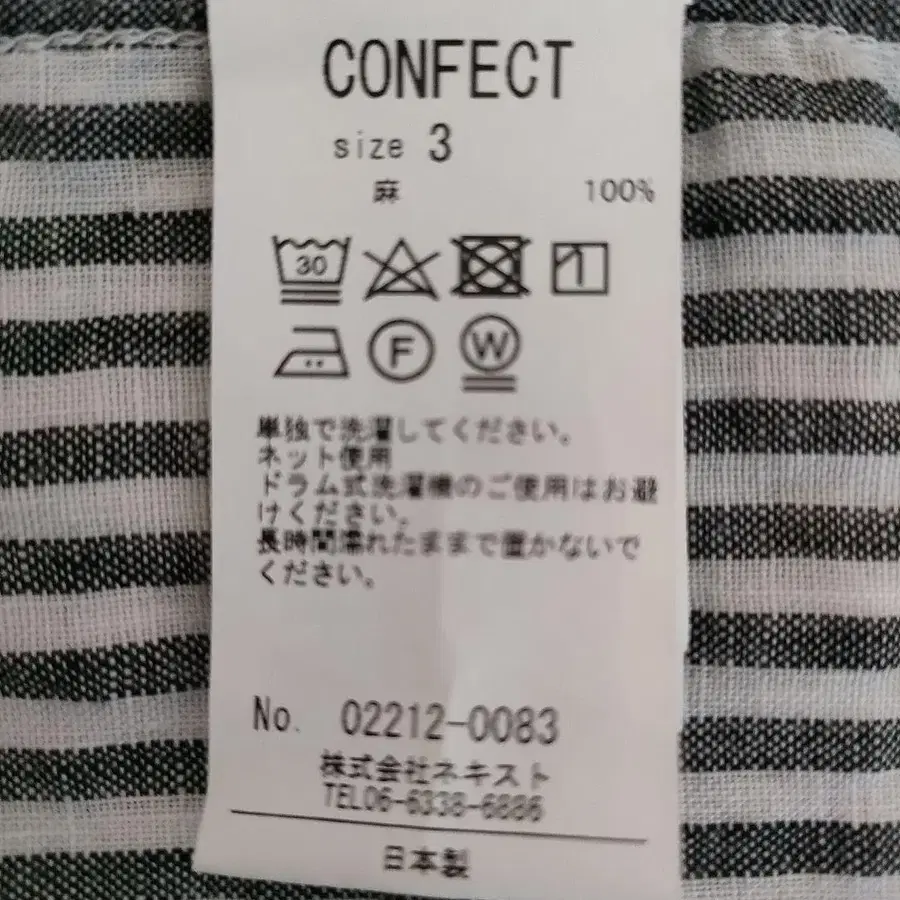 CONFECT
size 3
麻 100%
30
F W
単独で洗濯してください。
ネット使用
ドラム式洗濯機のご使用はお避
けください。
長時間濡れたままで置かないで
ください。
No. 02212-0083
株式会社ネキスト
TEL06-6338-6886
日本製